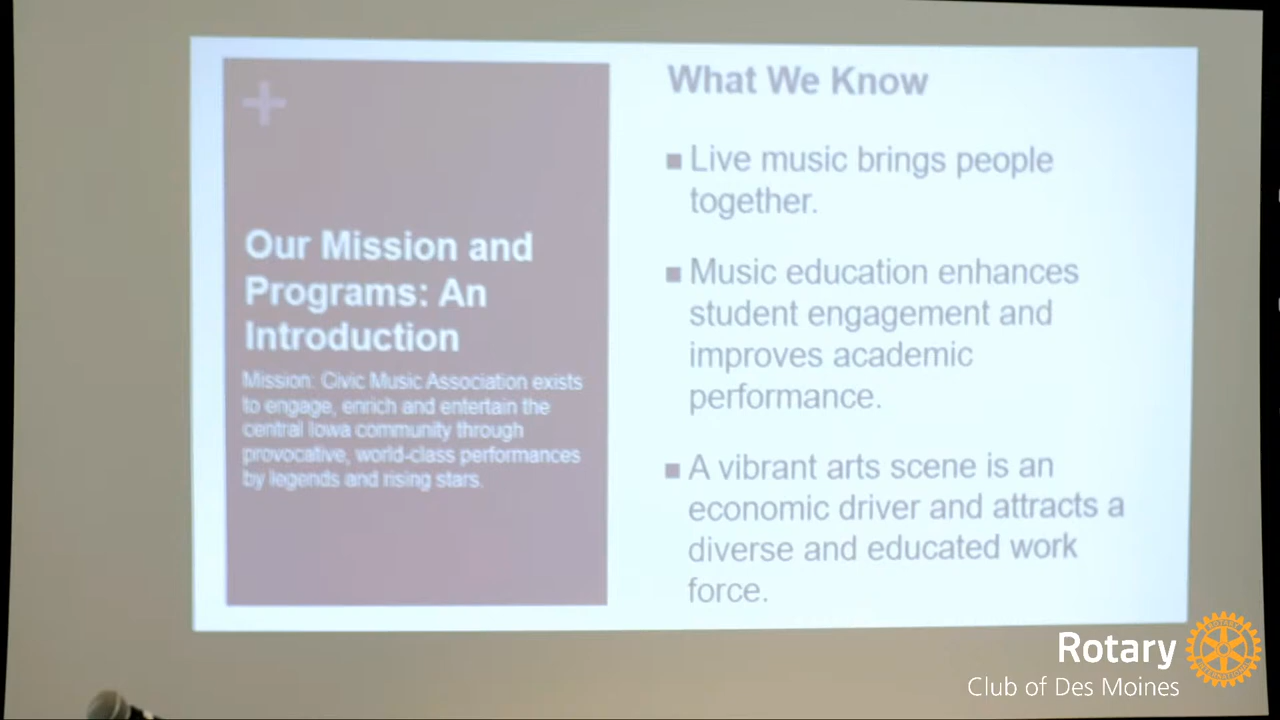 +
Our Mission and
Programs: An
Introduction
Mission: Civic Music Association exists
to engage, enrich and entertain the
central Iowa community through
provocative, world-class performances
by legends and rising stars.
What We Know
■ Live music brings people
together.
■ Music education enhances
student engagement and
improves academic
performance.
■ A vibrant arts scene is an
economic driver and attracts a
diverse and educated work
force.
Rotary
Club of Des Moines